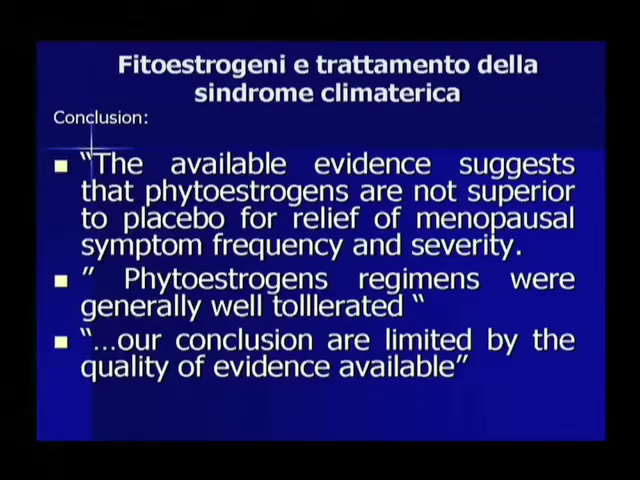 Fitoestrogeni e trattamento della
sindrome climaterica
Conclusion:
“The available evidence suggests
that phytoestrogens are not superior
to placebo for relief of menopausal
symptom frequency and severity.
” Phytoestrogens regimens were
generally well tolllerated “
“…our conclusion are limited by the
quality of evidence available”